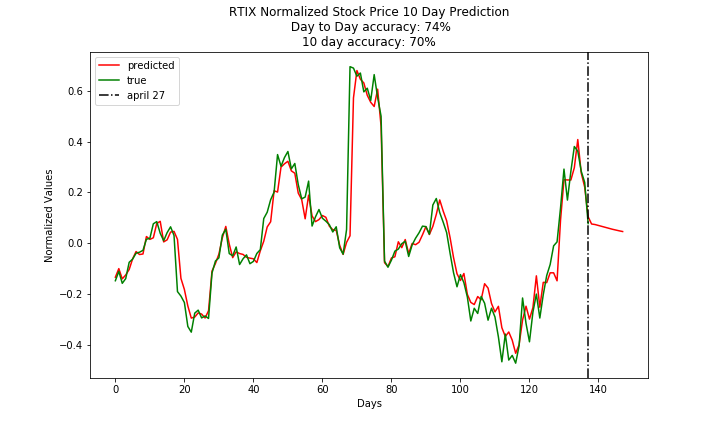 RTIX Normalized Stock Price 10 Day Prediction
Day to Day accuracy: 74%
10 day accuracy: 70%
predicted
true
april 27
Normalized Values
0.6
0.4
0.2
0.0
−0.2
−0.4
0 20 40 60 80 100 120 140
Days